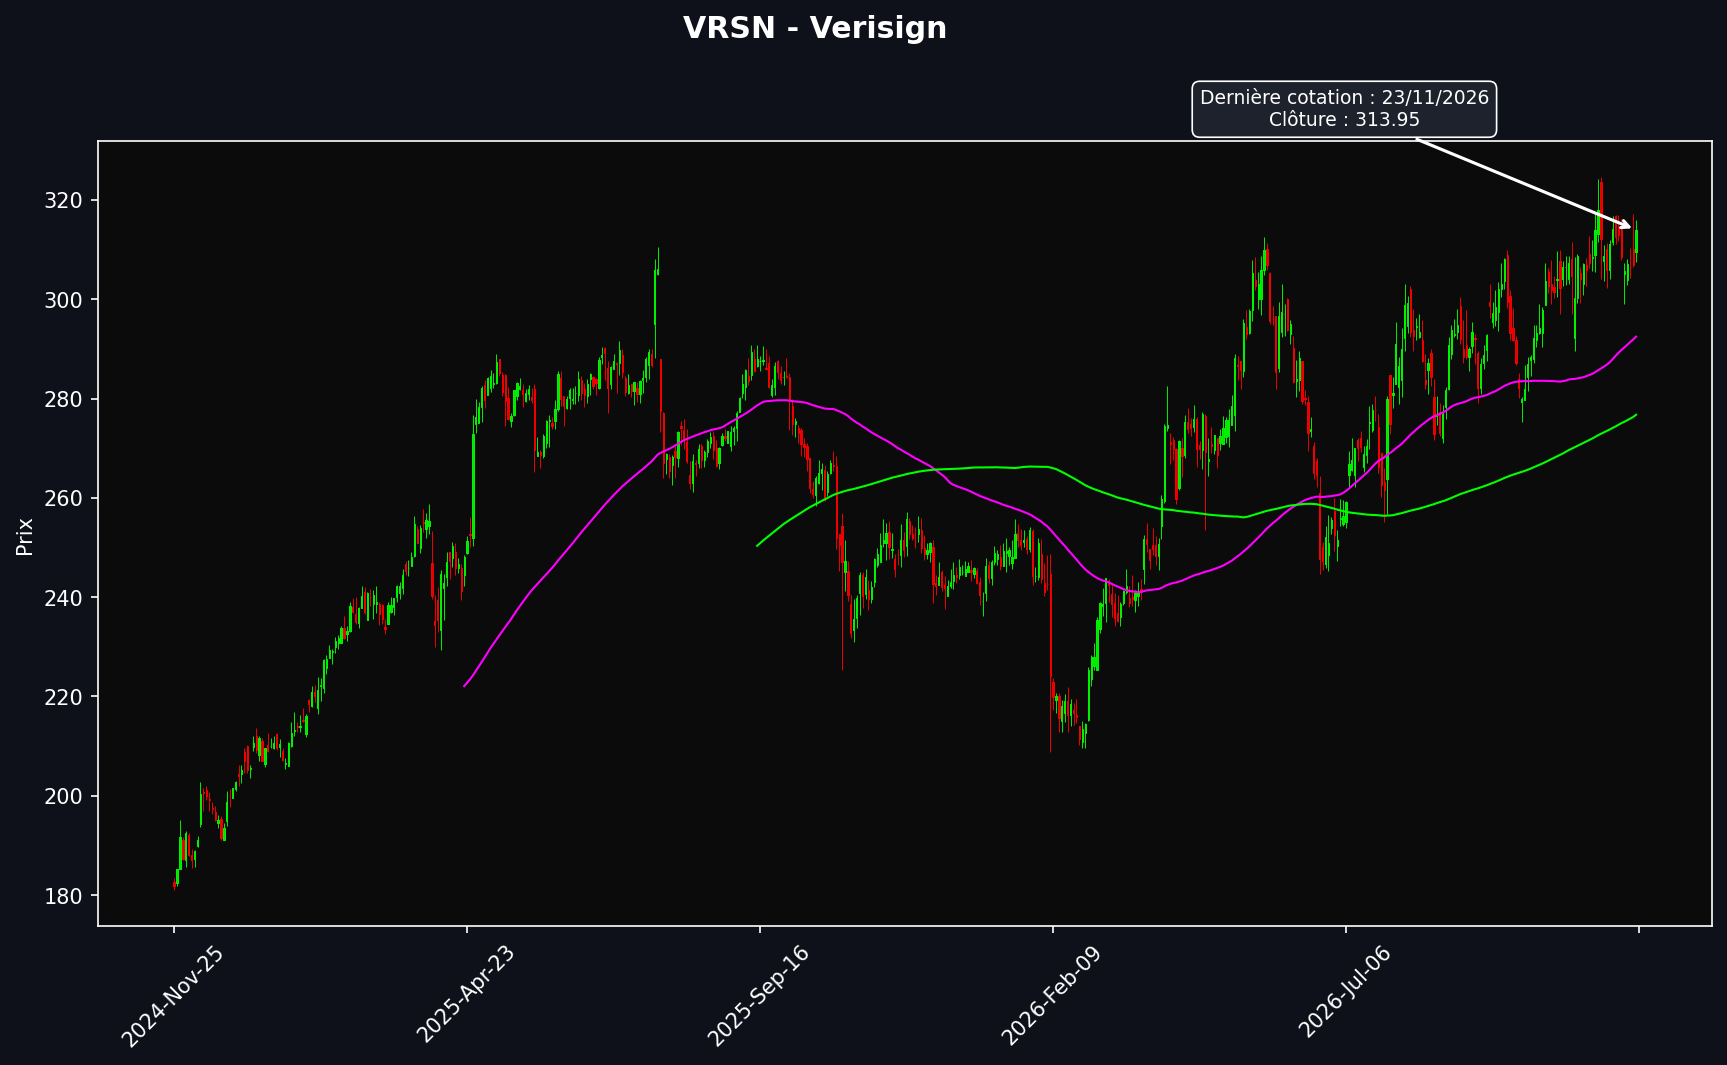 VRSN - Verisign
Dernière cotation : 23/11/2026
Clôture : 313.95
Prix
320
300
280
260
240
220
200
180
2024-Nov-25
2025-Apr-23
2025-Sep-16
2026-Feb-09
2026-Jul-06